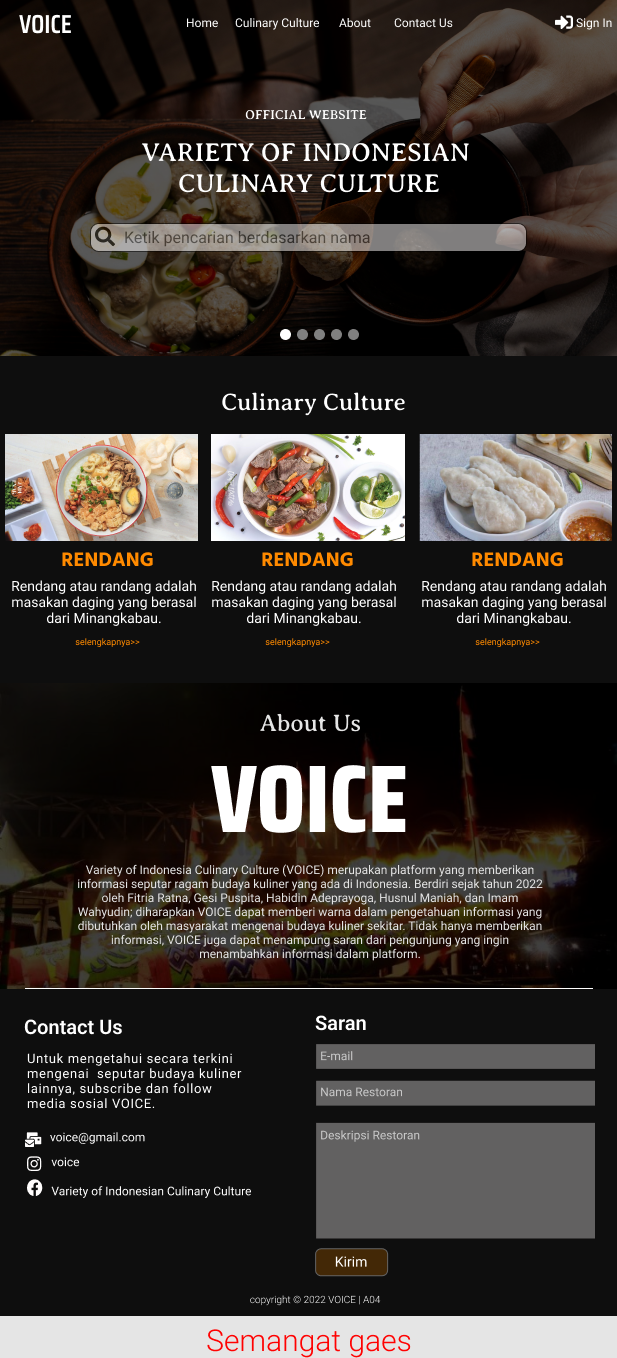 VOICE
Home Culinary Culture About Contact Us Sign In
OFFICIAL WEBSITE
VARIETY OF INDONESIAN
CULINARY CULTURE
Ketik pencarian berdasarkan nama
Culinary Culture
RENDANG
Rendang atau randang adalah
masakan daging yang berasal
dari Minangkabau.
selengkapnya>>
RENDANG
Rendang atau randang adalah
masakan daging yang berasal
dari Minangkabau.
selengkapnya>>
RENDANG
Rendang atau randang adalah
masakan daging yang berasal
dari Minangkabau.
selengkapnya>>
About Us
VOICE
Variety of Indonesia Culinary Culture (VOICE) merupakan platform yang memberikan
informasi seputar ragam budaya kuliner yang ada di Indonesia. Berdiri sejak tahun 2022
oleh Fitria Ratna, Gesi Puspita, Habidin Adeprayoga, Husnul Maniah, dan Imam
Wahyudin; diharapkan VOICE dapat memberi warna dalam pengetahuan informasi yang
dibutuhkan oleh masyarakat mengenai budaya kuliner sekitar. Tidak hanya memberikan
informasi, VOICE juga dapat menampung saran dari pengunjung yang ingin
menambahkan informasi dalam platform.
Contact Us
Untuk mengetahui secara terkini
mengenai seputar budaya kuliner
lainnya, subscribe dan follow
media sosial VOICE.
voice@gmail.com
voice
Variety of Indonesian Culinary Culture
Saran
E-mail
Nama Restoran
Deskripsi Restoran
Kirim
copyright © 2022 VOICE | A04
Semangat gaes